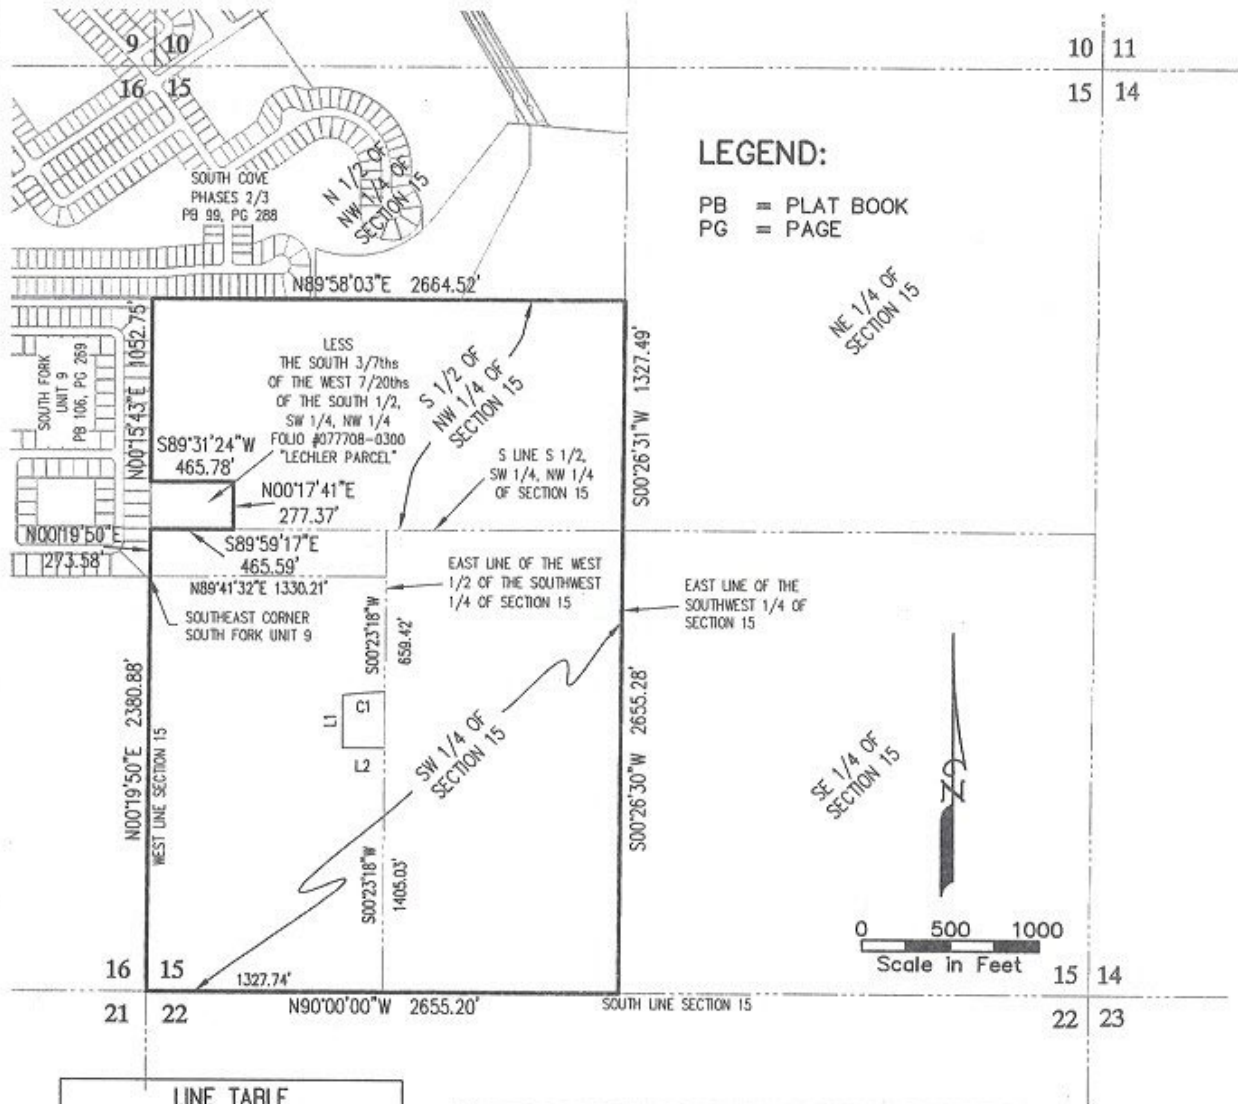 9 10
16 15
10 11
15 14
LEGEND:
PB = PLAT BOOK
PG = PAGE
SOUTH COVE
PHASES 2/3
PB 99, PG 288
N 1/2 OF
NW 1/4 OF
SECTION 15
NE 1/4 OF
SECTION 15
N89°58'03"E 2664.52'
N00°15'43"E 1052.75'
SOUTH FORK
UNIT 9
PB 106, PG 269
LESS
THE SOUTH 3/7ths
OF THE WEST 7/20ths
OF THE SOUTH 1/2,
SW 1/4, NW 1/4
FOLIO #077708-0300
"LECHLER PARCEL"
S 1/2 OF
NW 1/4 OF
SECTION 15
S00°26'31"W 1327.49'
S89°31'24"W
465.78'
S LINE S 1/2,
SW 1/4, NW 1/4
OF SECTION 15
N00°17'41"E
277.37'
N00°19'50"E
273.58'
S89°59'17"E
465.59'
N89°41'32"E 1330.21'
EAST LINE OF THE WEST
1/2 OF THE SOUTHWEST
1/4 OF SECTION 15
EAST LINE OF THE
SOUTHWEST 1/4 OF
SECTION 15
SOUTHEAST CORNER
SOUTH FORK UNIT 9
S00°23'18"W
659.42'
N00°19'50"E 2380.88'
WEST LINE SECTION 15
L1
C1
L2
SW 1/4 OF
SECTION 15
S00°26'30"W 2655.28'
SE 1/4 OF
SECTION 15
N
S00°23'18"W
1405.03'
0 500 1000
Scale in Feet
16 15
21 22
1327.74'
N90°00'00"W 2655.20'
SOUTH LINE SECTION 15
15 14
22 23
LINE TABLE